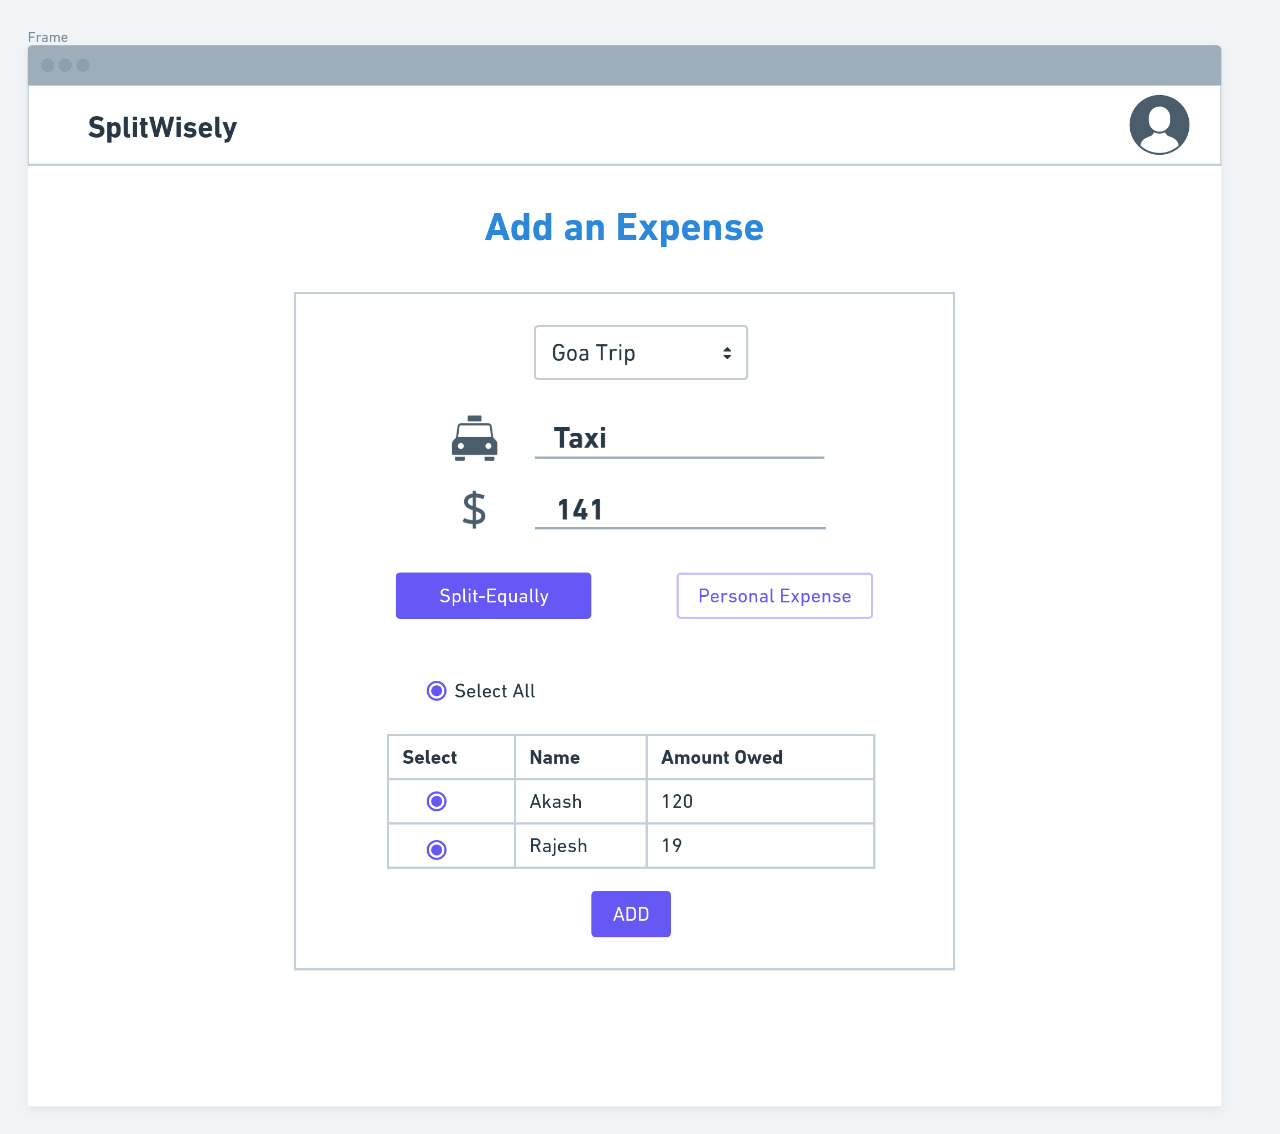 Frame
SplitWisely
Add an Expense
Goa Trip
Taxi
$ 141
Split-Equally Personal Expense
Select All
Select Name Amount Owed
Akash 120
Rajesh 19
ADD